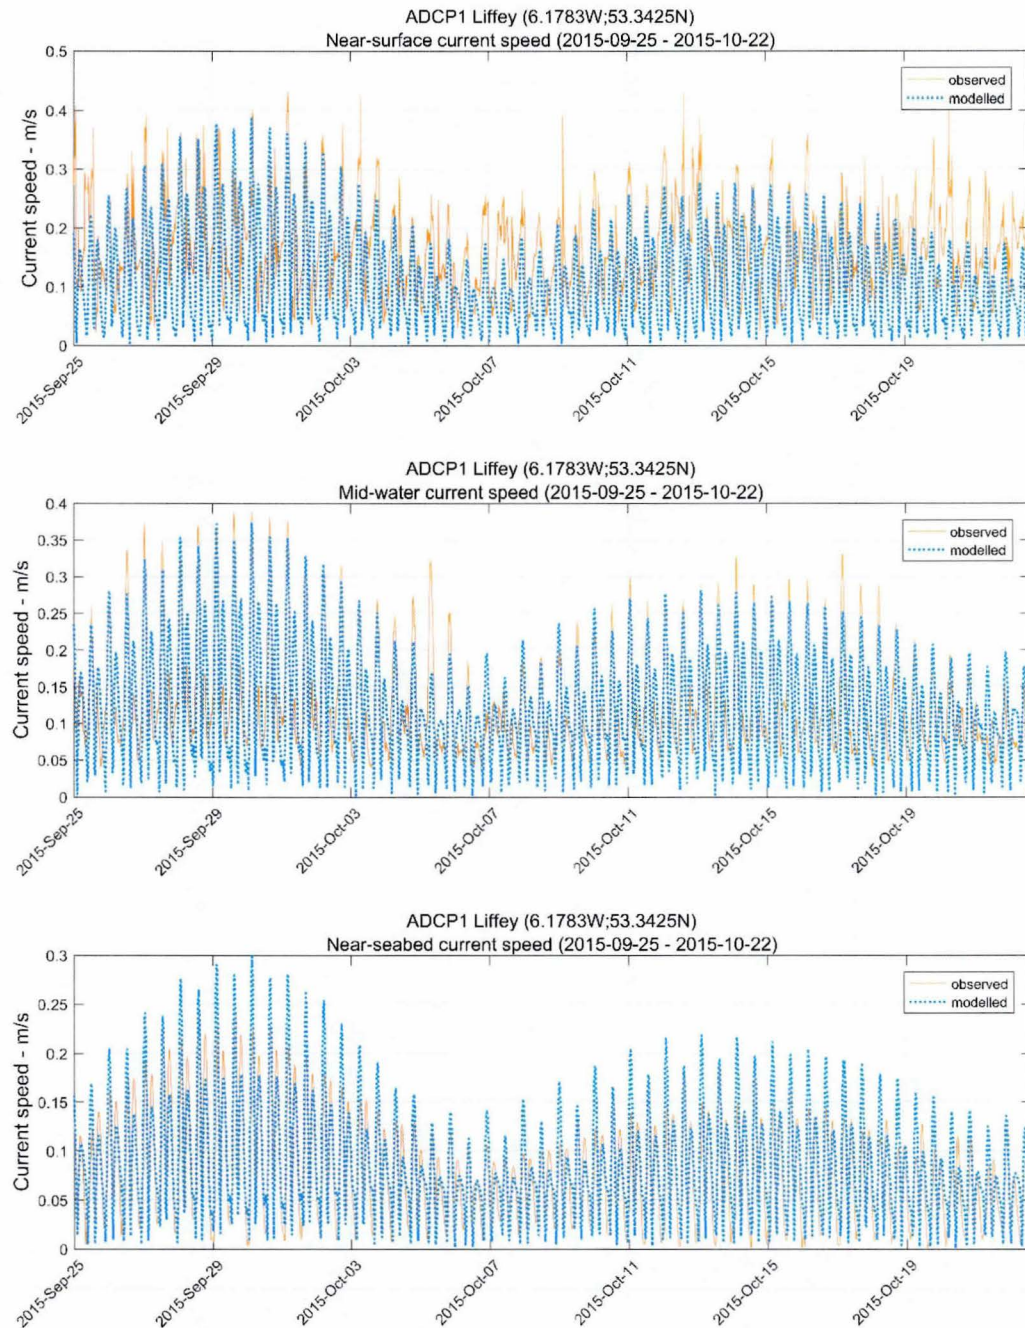 ADCP1 Liffey (6.1783W;53.3425N)
Near-surface current speed (2015-09-25 - 2015-10-22)
0.5
0.4
0.3
0.2
0.1
0
Current speed - m/s
observed
modelled
2015-Sep-25
2015-Sep-29
2015-Oct-03
2015-Oct-07
2015-Oct-11
2015-Oct-15
2015-Oct-19
ADCP1 Liffey (6.1783W;53.3425N)
Mid-water current speed (2015-09-25 - 2015-10-22)
0.4
0.35
0.3
0.25
0.2
0.15
0.1
0.05
0
Current speed - m/s
observed
modelled
2015-Sep-25
2015-Sep-29
2015-Oct-03
2015-Oct-07
2015-Oct-11
2015-Oct-15
2015-Oct-19
ADCP1 Liffey (6.1783W;53.3425N)
Near-seabed current speed (2015-09-25 - 2015-10-22)
0.3
0.25
0.2
0.15
0.1
0.05
0
Current speed - m/s
observed
modelled
2015-Sep-25
2015-Sep-29
2015-Oct-03
2015-Oct-07
2015-Oct-11
2015-Oct-15
2015-Oct-19